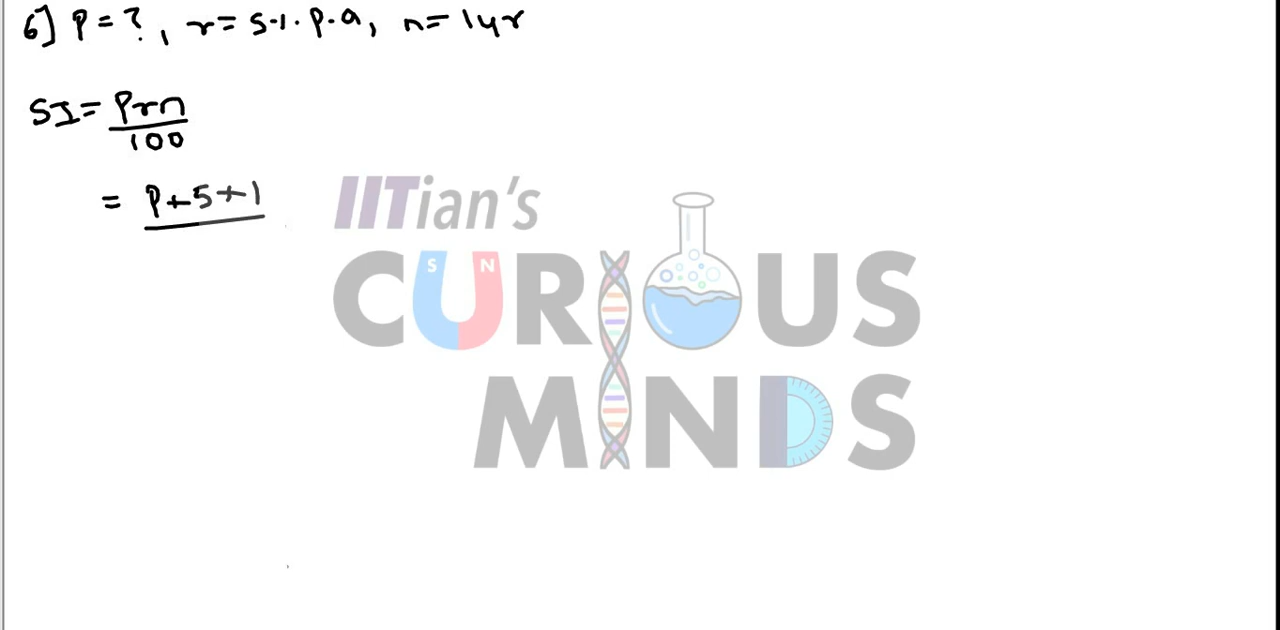 6] P = ?, r = 5%. P.a, n = 1yr
SI = Prn
100
= P×5×1
IITian's
CURIOUS
S N
MINDS